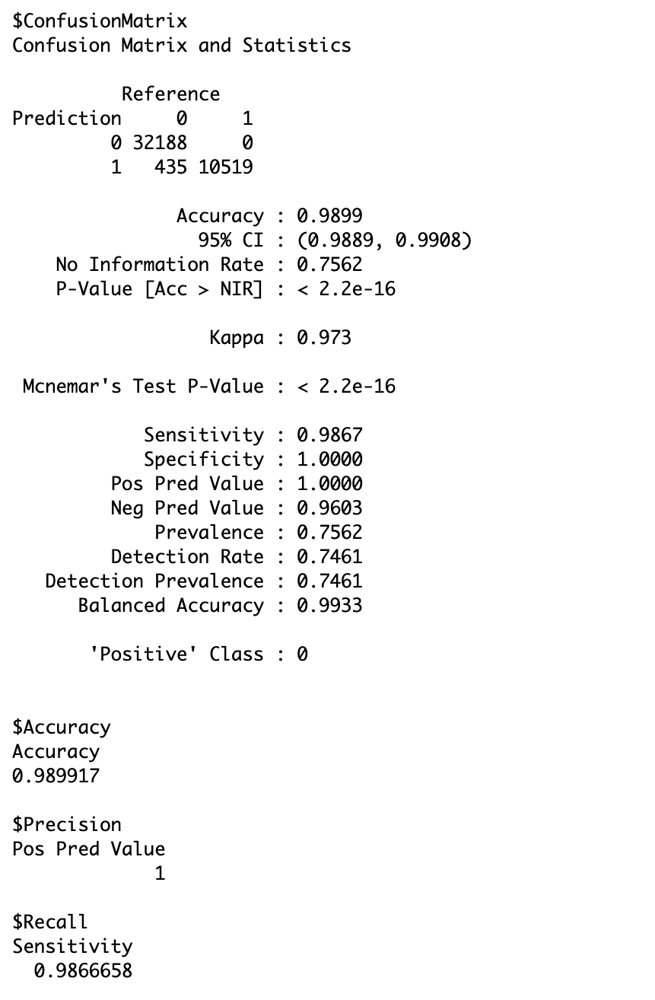 $ConfusionMatrix
Confusion Matrix and Statistics

          Reference
Prediction     0     1
         0 32188     0
         1   435 10519

               Accuracy : 0.9899
                 95% CI : (0.9889, 0.9908)
    No Information Rate : 0.7562
    P-Value [Acc > NIR] : < 2.2e-16

                  Kappa : 0.973

 Mcnemar's Test P-Value : < 2.2e-16

            Sensitivity : 0.9867
            Specificity : 1.0000
         Pos Pred Value : 1.0000
         Neg Pred Value : 0.9603
             Prevalence : 0.7562
         Detection Rate : 0.7461
   Detection Prevalence : 0.7461
      Balanced Accuracy : 0.9933

       'Positive' Class : 0


$Accuracy
Accuracy
0.989917

$Precision
Pos Pred Value
             1

$Recall
Sensitivity
  0.9866658